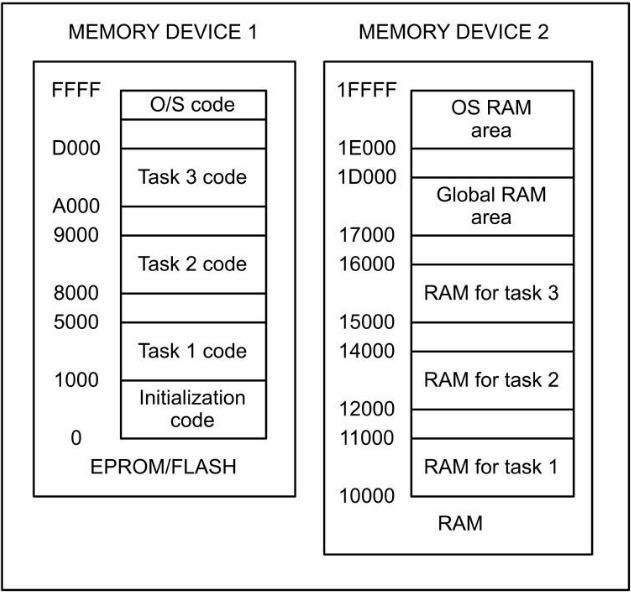 MEMORY DEVICE 1
FFFF
O/S code
D000
Task 3 code
A000
9000
Task 2 code
8000
5000
Task 1 code
1000
Initialization
code
0
EPROM/FLASH
MEMORY DEVICE 2
1FFFF
OS RAM
area
1E000
1D000
Global RAM
area
17000
16000
RAM for task 3
15000
14000
RAM for task 2
12000
11000
RAM for task 1
10000
RAM